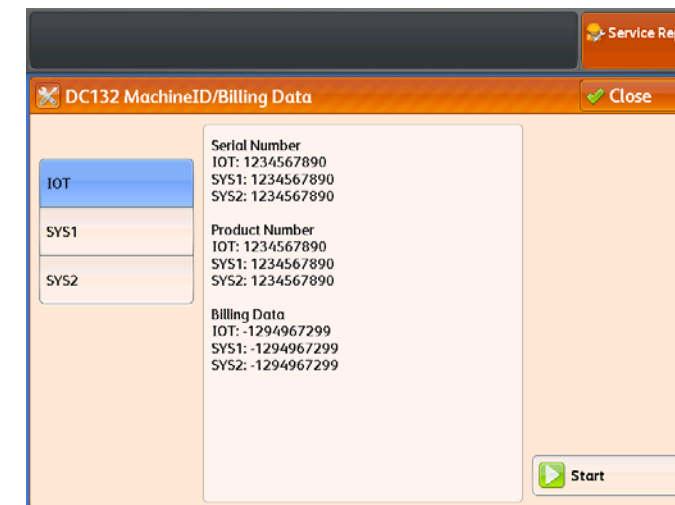 Service Re
DC132 MachineID/Billing Data
Close
IOT
SYS1
SYS2
Serial Number
IOT: 1234567890
SYS1: 1234567890
SYS2: 1234567890
Product Number
IOT: 1234567890
SYS1: 1234567890
SYS2: 1234567890
Billing Data
IOT: -1294967299
SYS1: -1294967299
SYS2: -1294967299
Start